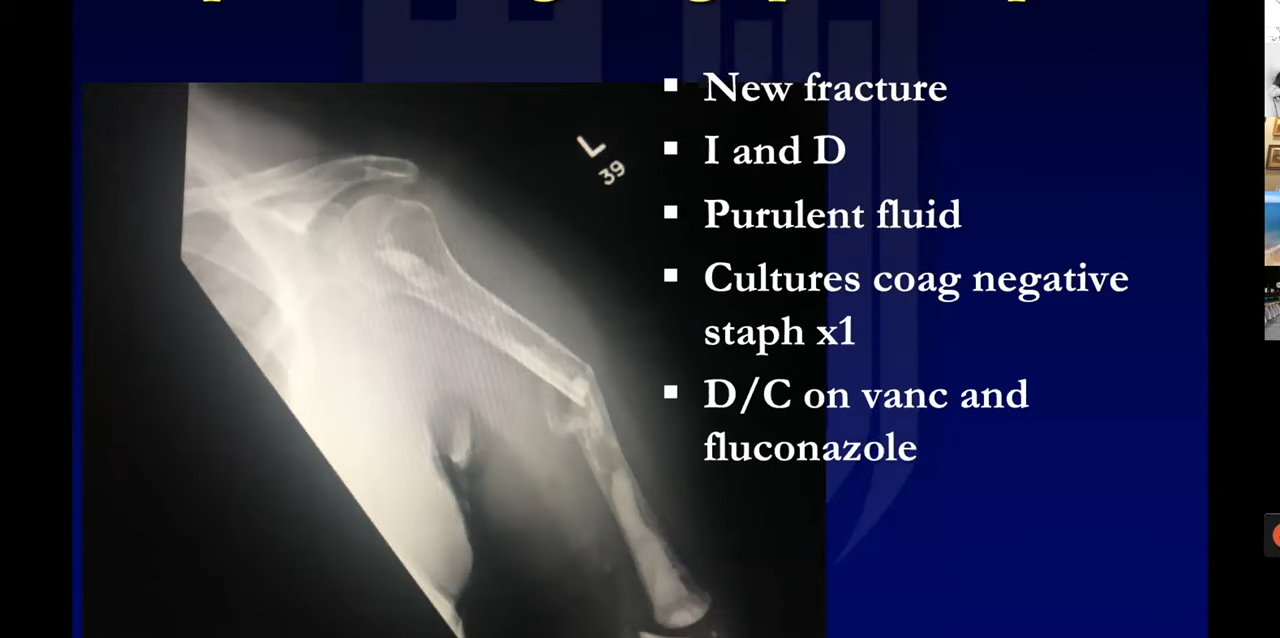 L
39
▪ New fracture
▪ I and D
▪ Purulent fluid
▪ Cultures coag negative
staph x1
▪ D/C on vanc and
fluconazole